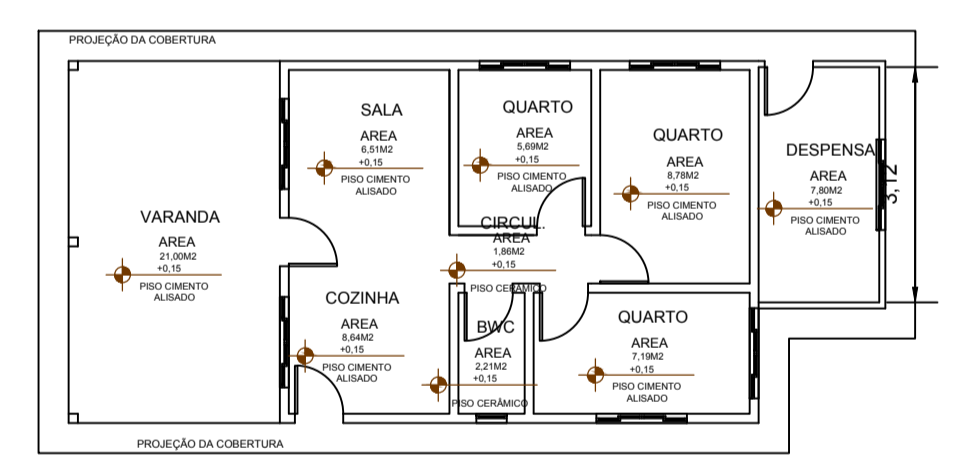 PROJEÇÃO DA COBERTURA
VARANDA
AREA
21,00M2
+0,15
PISO CIMENTO
ALISADO
SALA
AREA
6,51M2
+0,15
PISO CIMENTO
ALISADO
QUARTO
AREA
5,69M2
+0,15
PISO CIMENTO
ALISADO
QUARTO
AREA
8,78M2
+0,15
PISO CIMENTO
ALISADO
DESPENSA
AREA
7,80M2
+0,15
PISO CIMENTO
ALISADO
3,12
CIRCUL.
AREA
1,86M2
+0,15
PISO CERÂMICO
COZINHA
AREA
8,64M2
+0,15
PISO CIMENTO
ALISADO
BWC
AREA
2,21M2
+0,15
PISO CERÂMICO
QUARTO
AREA
7,19M2
+0,15
PISO CIMENTO
ALISADO
PROJEÇÃO DA COBERTURA